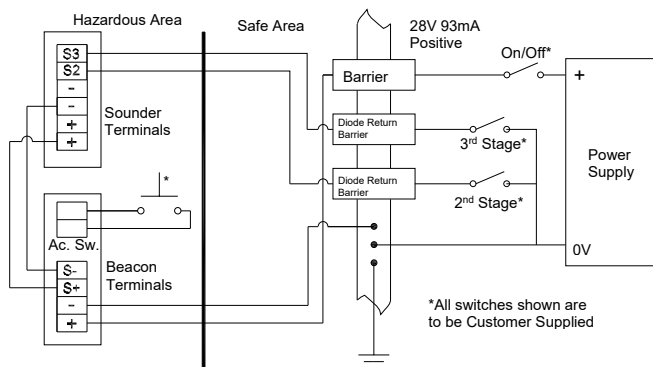 Hazardous Area
Safe Area
28V 93mA
Positive
On/Off*
S3
S2
-
-
+
+
Sounder
Terminals
Barrier
+
Diode Return
Barrier
3rd Stage*
Diode Return
Barrier
2nd Stage*
Power
Supply
0V
*
Ac. Sw.
S-
S+
-
+
Beacon
Terminals
*All switches shown are
to be Customer Supplied